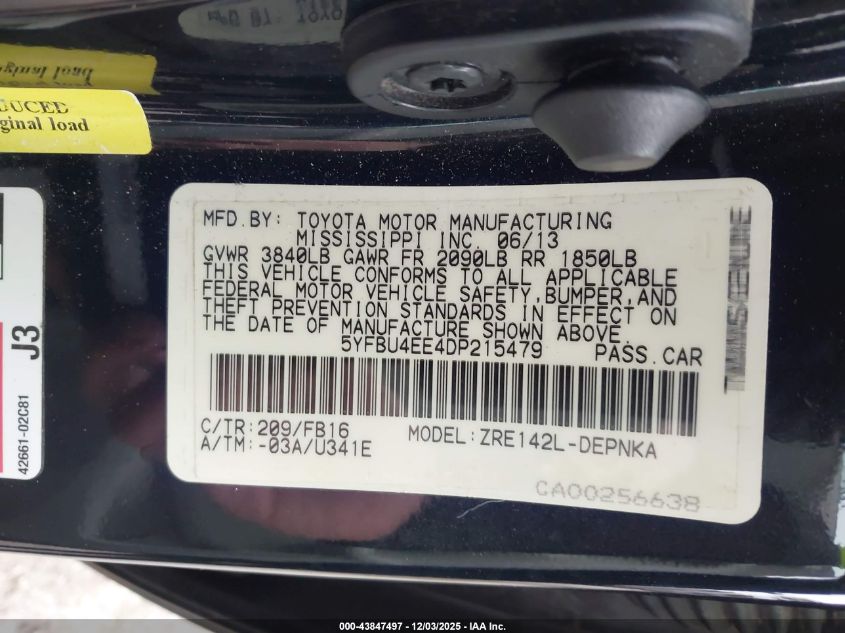 UCED
ginal load
J3
42661-02C81
MFD.BY: TOYOTA MOTOR MANUFACTURING
MISSISSIPPI INC. 06/13
GVWR 3840LB GAWR FR 2090LB RR 1850LB
THIS VEHICLE CONFORMS TO ALL APPLICABLE
FEDERAL MOTOR VEHICLE SAFETY,BUMPER,AND
THEFT PREVENTION STANDARDS IN EFFECT ON
THE DATE OF MANUFACTURE SHOWN ABOVE.
5YFBU4EE4DP215479 PASS.CAR
C/TR:209/FB16 MODEL:ZRE142L-DEPNKA
A/TM:-03A/U341E
CA00256638
000-43847497 - 12/03/2025 - IAA Inc.